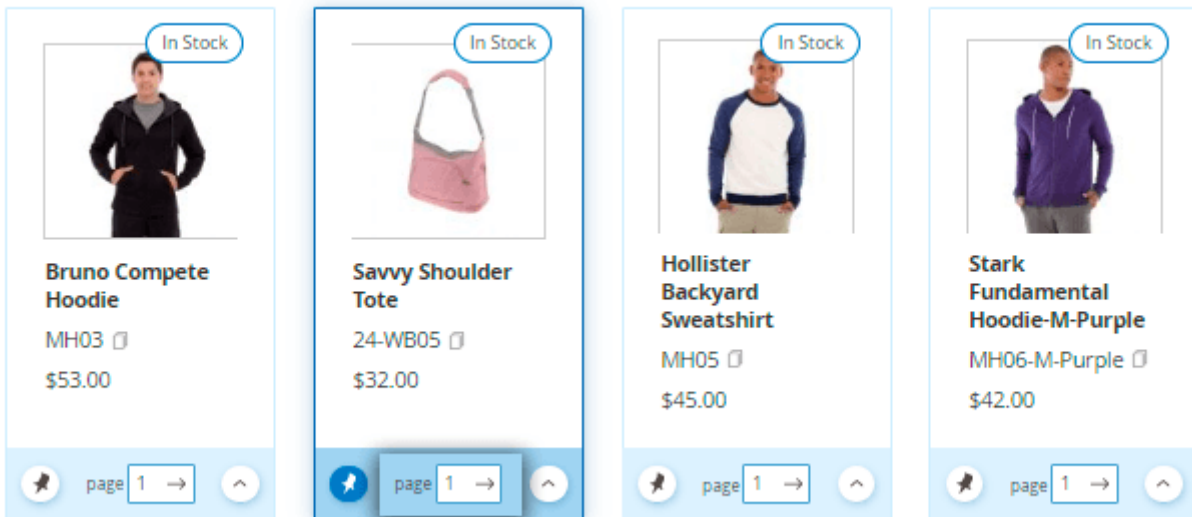 In Stock
Bruno Compete
Hoodie
MH03
$53.00
page 1
In Stock
Savvy Shoulder
Tote
24-WB05
$32.00
page 1
In Stock
Hollister
Backyard
Sweatshirt
MH05
$45.00
page 1
In Stock
Stark
Fundamental
Hoodie-M-Purple
MH06-M-Purple
$42.00
page 1